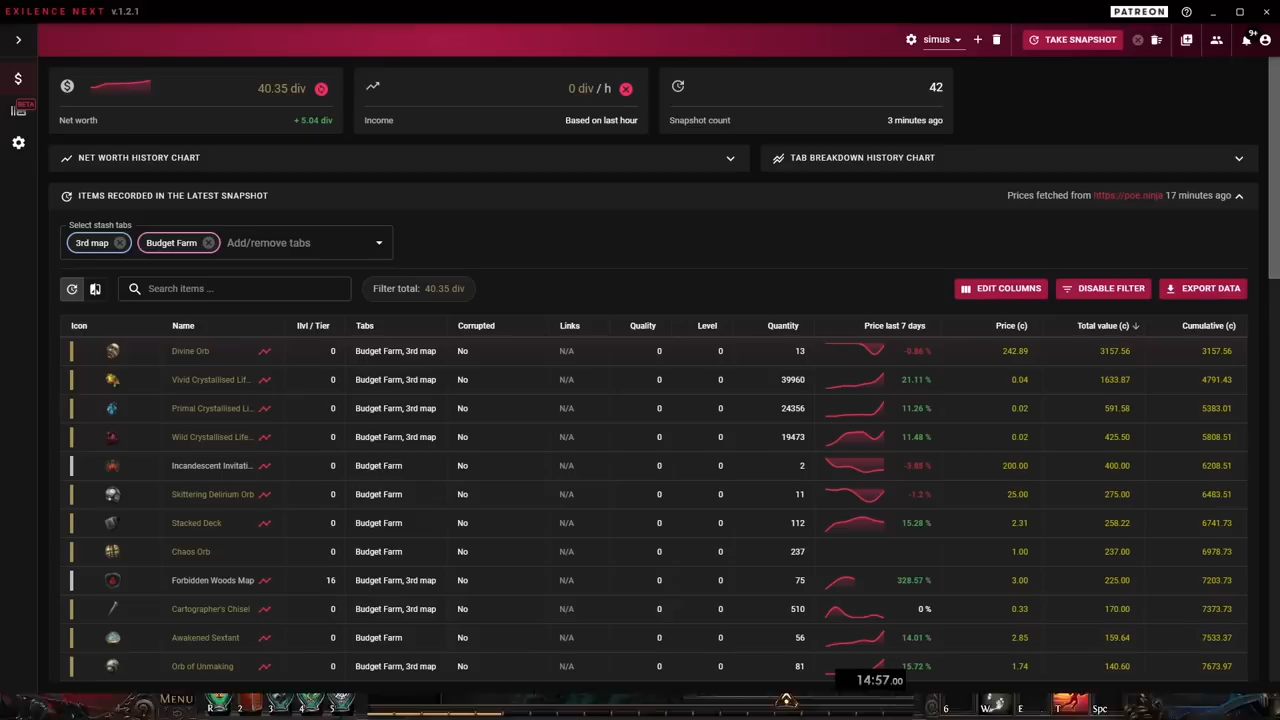 EXILENCE NEXT v.1.2.1 PATREON
simus TAKE SNAPSHOT 9+
40.35 div 0 div / h 42
Net worth + 5.04 div Income Based on last hour Snapshot count 3 minutes ago
BETA
NET WORTH HISTORY CHART TAB BREAKDOWN HISTORY CHART
ITEMS RECORDED IN THE LATEST SNAPSHOT Prices fetched from https://poe.ninja 17 minutes ago
Select stash tabs
3rd map Budget Farm Add/remove tabs
Search items ... Filter total: 40.35 div EDIT COLUMNS DISABLE FILTER EXPORT DATA
Icon Name Ilvl / Tier Tabs Corrupted Links Quality Level Quantity Price last 7 days Price (c) Total value (c) Cumulative (c)
Divine Orb 0 Budget Farm, 3rd map No N/A 0 0 13 -0.86 % 242.89 3157.56 3157.56
Vivid Crystallised Lif... 0 Budget Farm, 3rd map No N/A 0 0 39960 21.11 % 0.04 1633.87 4791.43
Primal Crystallised Li... 0 Budget Farm, 3rd map No N/A 0 0 24356 11.26 % 0.02 591.58 5383.01
Wild Crystallised Life... 0 Budget Farm, 3rd map No N/A 0 0 19473 11.48 % 0.02 425.50 5808.51
Incandescent Invitati... 0 Budget Farm No N/A 0 0 2 -3.85 % 200.00 400.00 6208.51
Skittering Delirium Orb 0 Budget Farm No N/A 0 0 11 -1.2 % 25.00 275.00 6483.51
Stacked Deck 0 Budget Farm No N/A 0 0 112 15.28 % 2.31 258.22 6741.73
Chaos Orb 0 Budget Farm No N/A 0 0 237 1.00 237.00 6978.73
Forbidden Woods Map 16 Budget Farm, 3rd map No N/A 0 0 75 328.57 % 3.00 225.00 7203.73
Cartographer's Chisel 0 Budget Farm, 3rd map No N/A 0 0 510 0 % 0.33 170.00 7373.73
Awakened Sextant 0 Budget Farm No N/A 0 0 56 14.01 % 2.85 159.64 7533.37
Orb of Unmaking 0 Budget Farm, 3rd map No N/A 0 0 81 15.72 % 1.74 140.60 7673.97
14:57.00
MENU R 2 3 4 5 6 W E T Spc